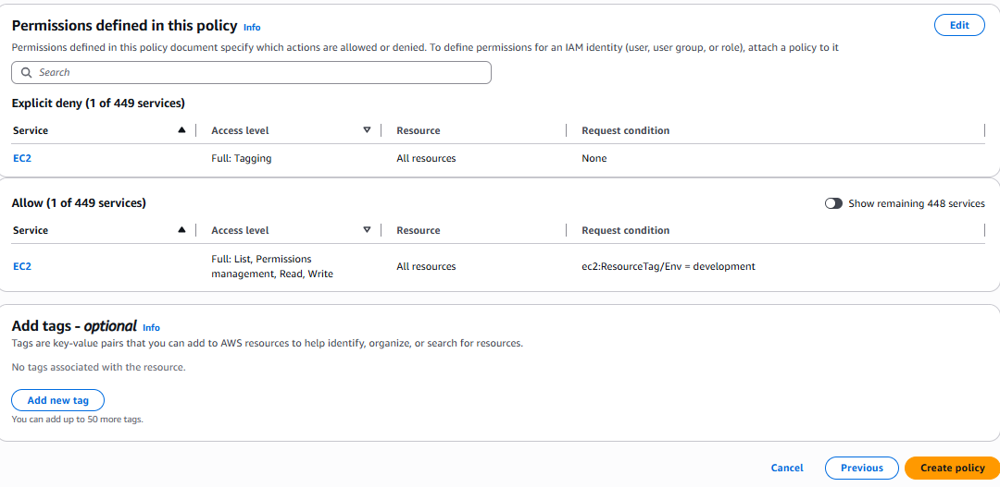 Permissions defined in this policy Info
Edit
Permissions defined in this policy document specify which actions are allowed or denied. To define permissions for an IAM identity (user, user group, or role), attach a policy to it
Search
Explicit deny (1 of 449 services)
Service Access level Resource Request condition
EC2 Full: Tagging All resources None
Allow (1 of 449 services) Show remaining 448 services
Service Access level Resource Request condition
EC2 Full: List, Permissions management, Read, Write All resources ec2:ResourceTag/Env = development
Add tags - optional Info
Tags are key-value pairs that you can add to AWS resources to help identify, organize, or search for resources.
No tags associated with the resource.
Add new tag
You can add up to 50 more tags.
Cancel Previous Create policy